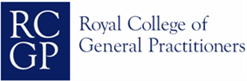 RC
GP
Royal College of
General Practitioners